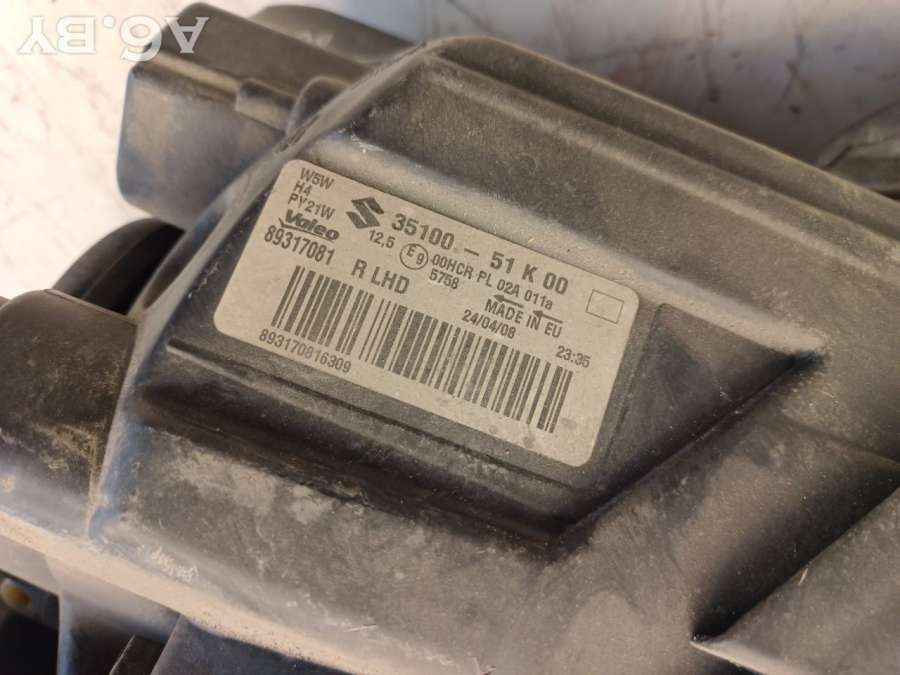 A6.BY
W5W
H4
PY21W
Valeo
89317081
35100 - 51 K 00
12,5 E9 00HCR PL 02A 011a
5758
R LHD
MADE IN EU
24/04/08 23:35
893170816309